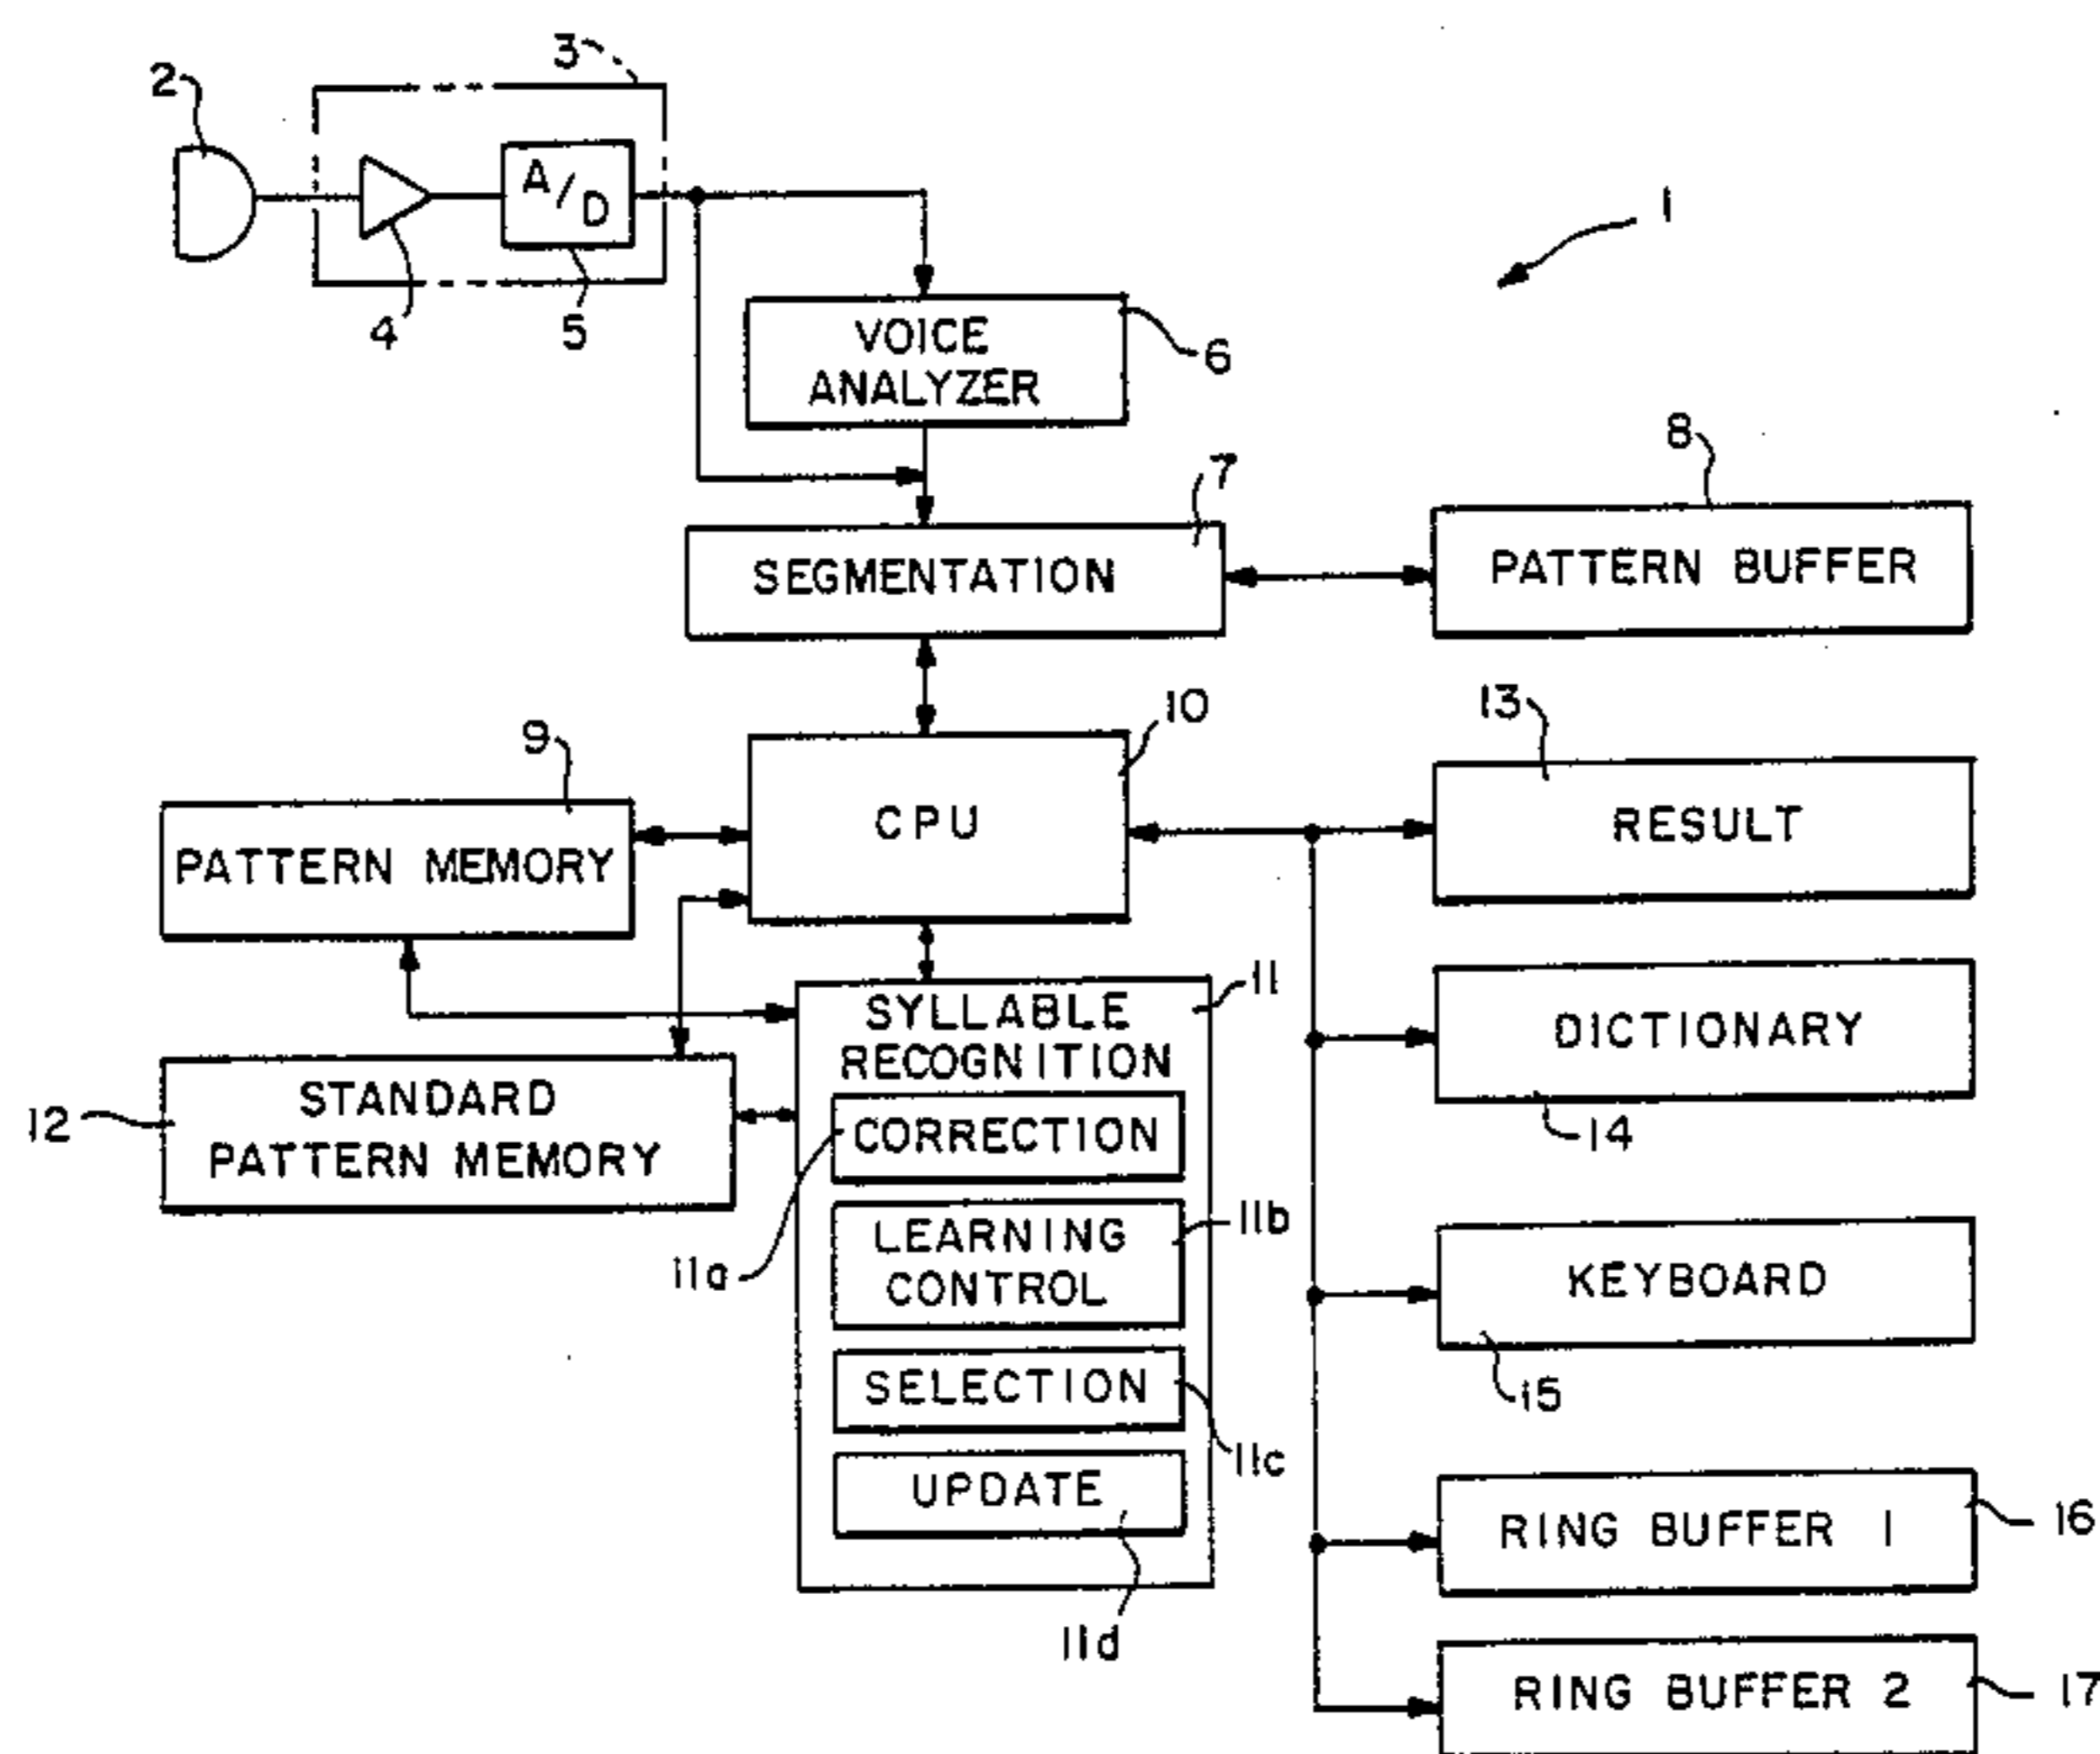 3
2
A/D
1
4
5
VOICE
ANALYZER
6
8
7
SEGMENTATION
PATTERN BUFFER
10
13
9
CPU
RESULT
PATTERN MEMORY
11
SYLLABLE
RECOGNITION
DICTIONARY
STANDARD
PATTERN MEMORY
12
CORRECTION
14
11a
LEARNING
CONTROL
11b
KEYBOARD
SELECTION
15
11c
UPDATE
RING BUFFER 1
16
11d
RING BUFFER 2
17